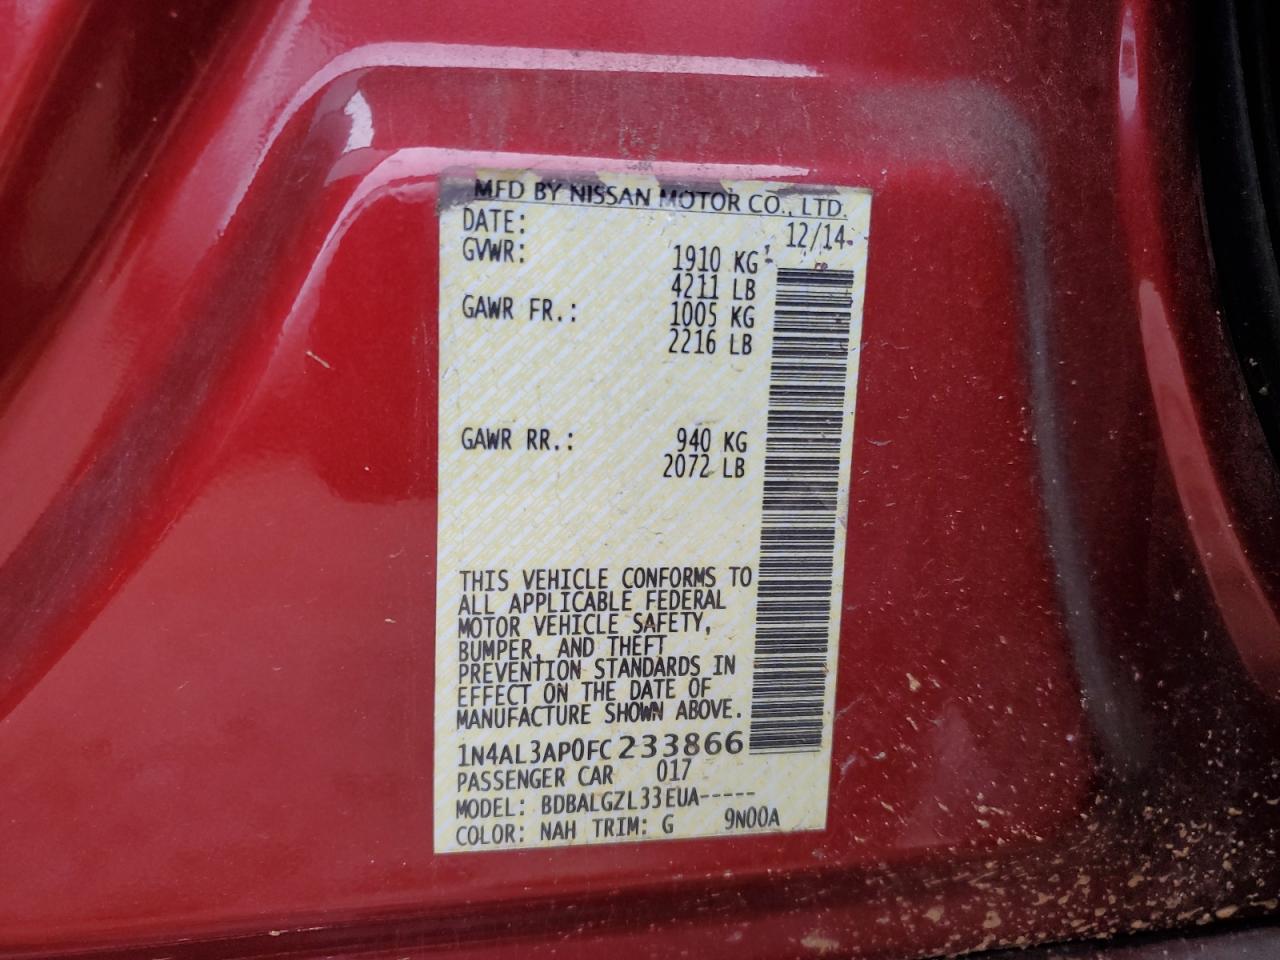 MFD BY NISSAN MOTOR CO., LTD.
DATE: 12/14
GVWR: 1910 KG
4211 LB
GAWR FR.: 1005 KG
2216 LB
GAWR RR.: 940 KG
2072 LB
THIS VEHICLE CONFORMS TO
ALL APPLICABLE FEDERAL
MOTOR VEHICLE SAFETY,
BUMPER, AND THEFT
PREVENTION STANDARDS IN
EFFECT ON THE DATE OF
MANUFACTURE SHOWN ABOVE.
1N4AL3AP0FC233866
PASSENGER CAR 017
MODEL: BDBALGZL33EUA-----
COLOR: NAH TRIM: G 9N00A